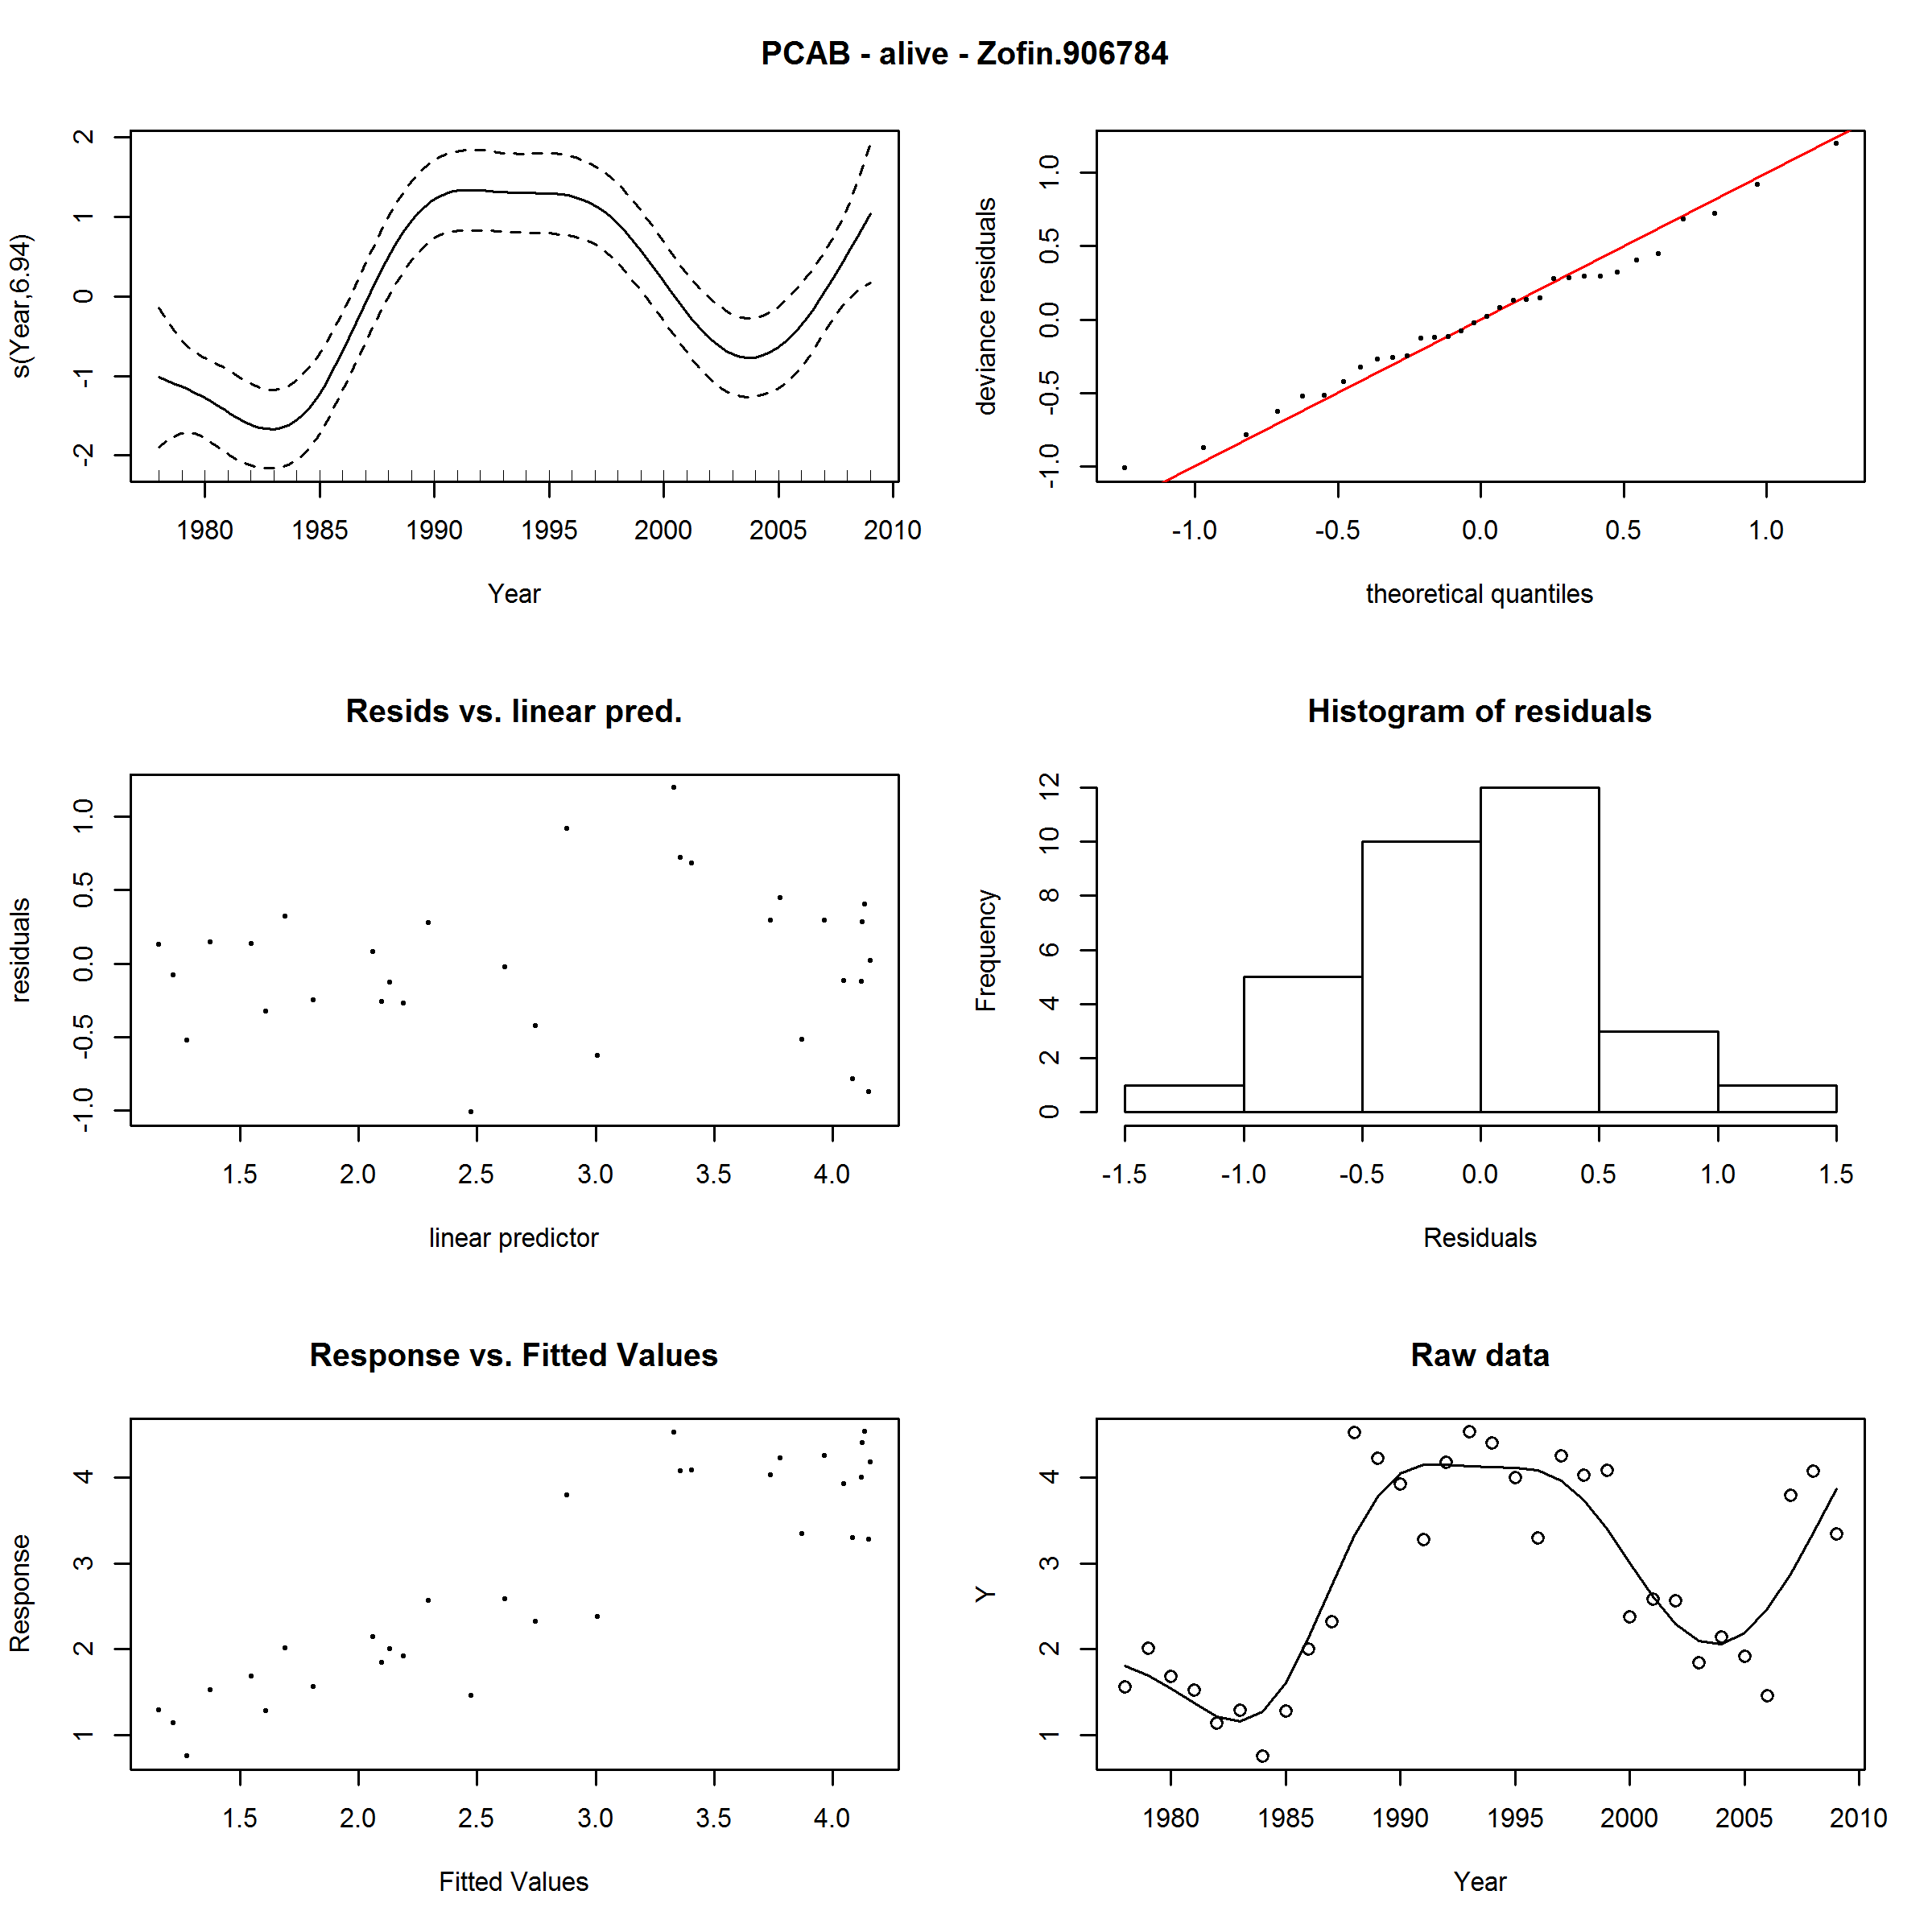 PCAB - alive - Zofin.906784
s(Year,6.94)
2
1
0
-1
-2
1980 1985 1990 1995 2000 2005 2010
Year
deviance residuals
1.0
0.5
0.0
-0.5
-1.0
-1.0 -0.5 0.0 0.5 1.0
theoretical quantiles
Resids vs. linear pred.
residuals
1.0
0.5
0.0
-0.5
-1.0
1.5 2.0 2.5 3.0 3.5 4.0
linear predictor
Histogram of residuals
Frequency
12
10
8
6
4
2
0
-1.5 -1.0 -0.5 0.0 0.5 1.0 1.5
Residuals
Response vs. Fitted Values
Response
4
3
2
1
1.5 2.0 2.5 3.0 3.5 4.0
Fitted Values
Raw data
Y
4
3
2
1
1980 1985 1990 1995 2000 2005 2010
Year